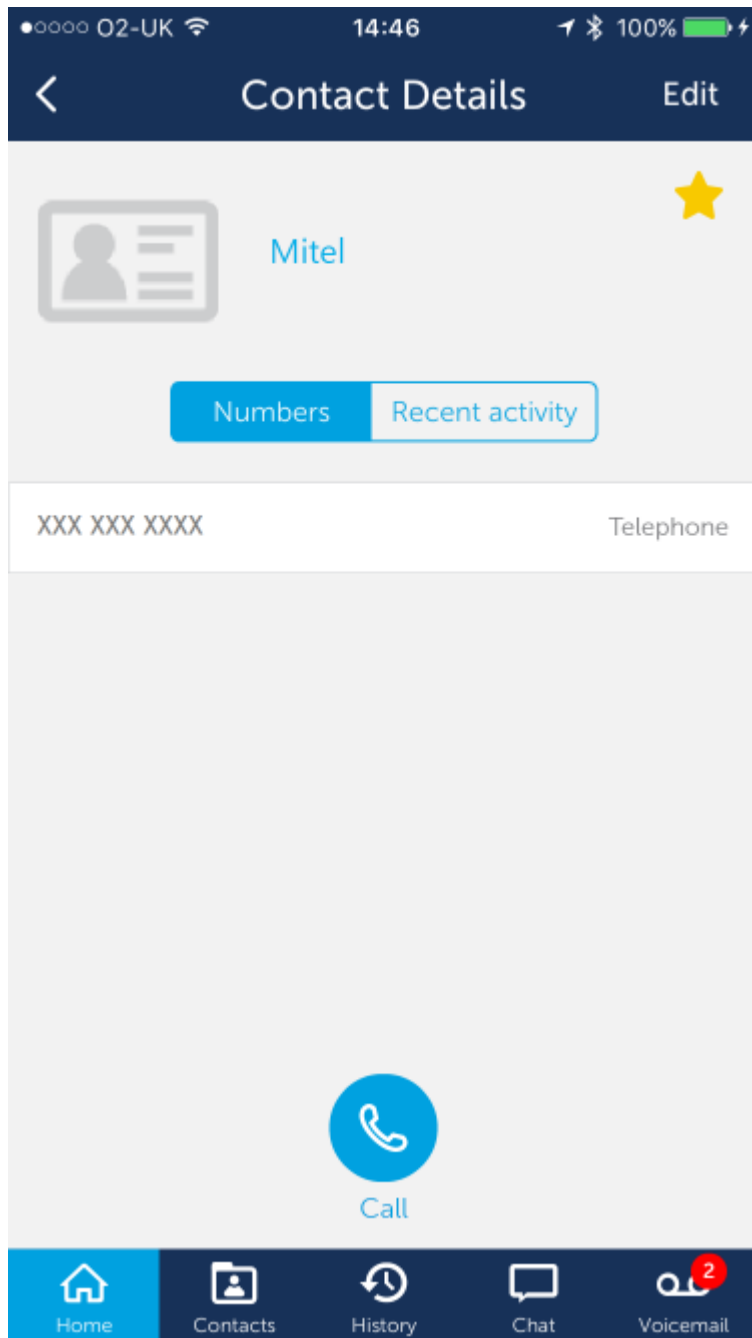 O2-UK 14:46 100%
Contact Details Edit
Mitel
Numbers Recent activity
XXX XXX XXXX Telephone
Call
2
Home Contacts History Chat Voicemail